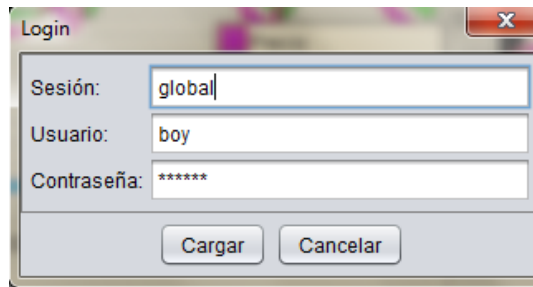 Login
Sesión: global
Usuario: boy
Contraseña: ******
Cargar Cancelar